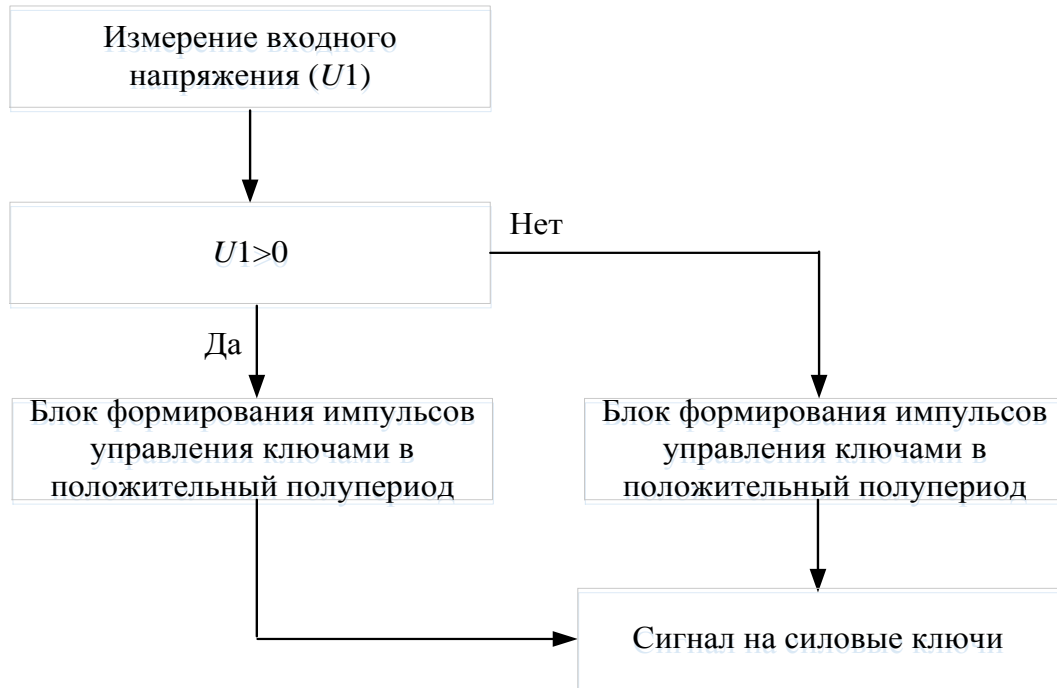 Измерение входного
напряжения (U1)
U1>0
Нет
Да
Блок формирования импульсов
управления ключами в
положительный полупериод
Блок формирования импульсов
управления ключами в
положительный полупериод
Сигнал на силовые ключи